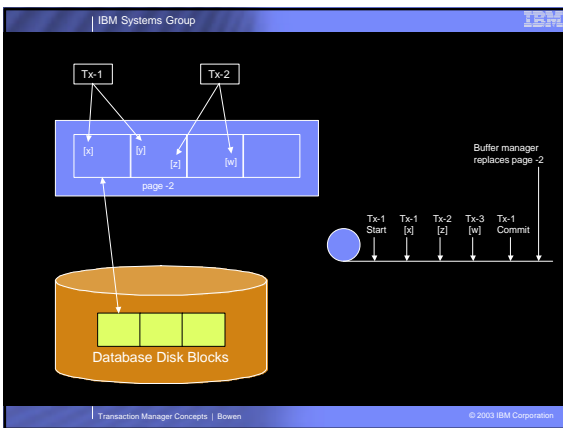 IBM Systems Group
IBM
Tx-1
Tx-2
[x]
[y]
[z]
[w]
page -2
Buffer manager
replaces page -2
Tx-1 Tx-1 Tx-2 Tx-3 Tx-1
Start [x] [z] [w] Commit
Database Disk Blocks
Transaction Manager Concepts | Bowen
© 2003 IBM Corporation